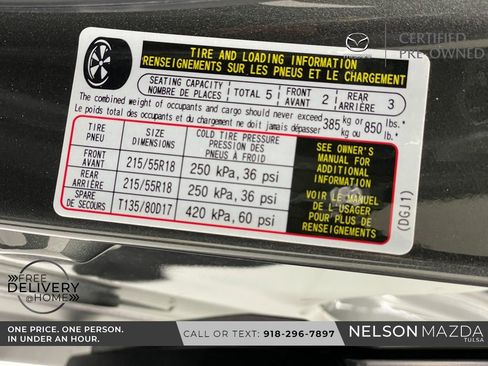 CERTIFIED
PRE-OWNED
TIRE AND LOADING INFORMATION
RENSEIGNEMENTS SUR LES PNEUS ET LE CHARGEMENT
SEATING CAPACITY
NOMBRE DE PLACES
TOTAL 5
FRONT
AVANT
2
REAR
ARRIÈRE
3
The combined weight of occupants and cargo should never exceed 385 kg or 850 lbs.*
Le poids total des occupants et du chargement ne doit jamais dépasser kg ou lb.*
TIRE
PNEU
SIZE
DIMENSIONS
COLD TIRE PRESSURE
PRESSION DES
PNEUS À FROID
FRONT
AVANT
215/55R18
250 kPa, 36 psi
REAR
ARRIÈRE
215/55R18
250 kPa, 36 psi
SPARE
DE SECOURS
T135/80D17
420 kPa, 60 psi
SEE OWNER'S
MANUAL FOR
ADDITIONAL
INFORMATION
VOIR LE MANUEL
DE L'USAGER
POUR PLUS DE
RENSEIGNEMENTS
(DGJ1)
FREE
DELIVERY
@HOME
ONE PRICE. ONE PERSON.
IN UNDER AN HOUR.
CALL OR TEXT: 918-296-7897
NELSON MAZDA
TULSA